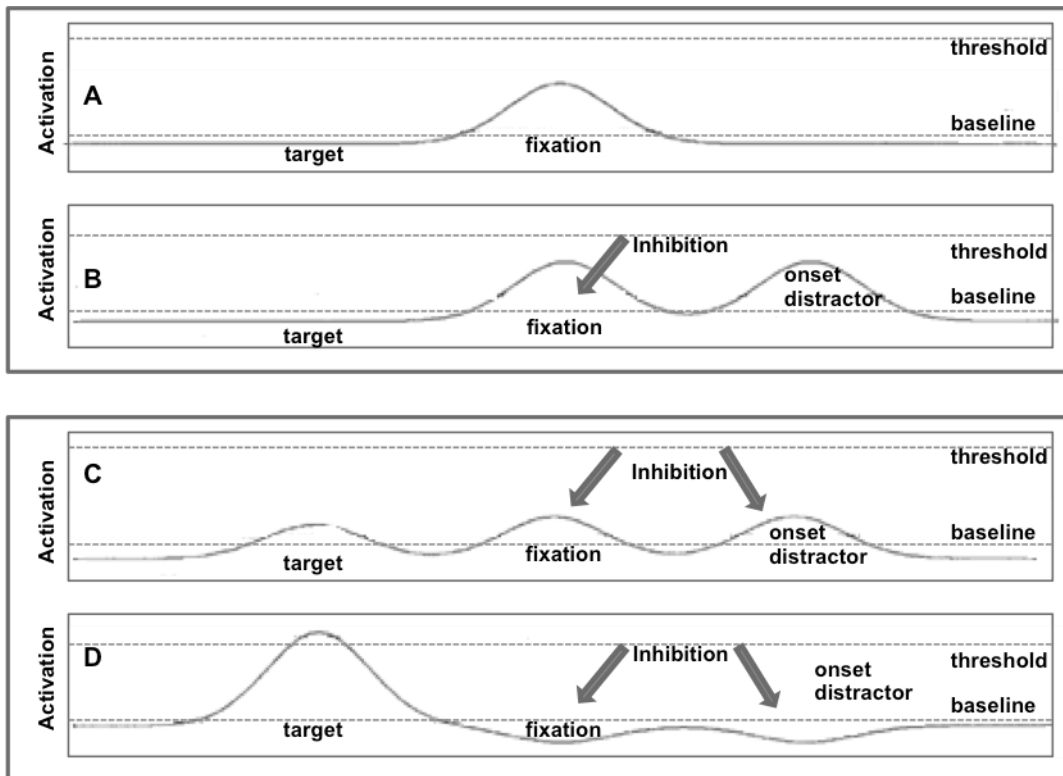 threshold
A
Activation
baseline
target
fixation
Inhibition
threshold
B
Activation
onset
distractor
baseline
target
fixation
threshold
C
Inhibition
Activation
baseline
onset
distractor
target
fixation
D
Inhibition
onset
distractor
threshold
Activation
baseline
target
fixation